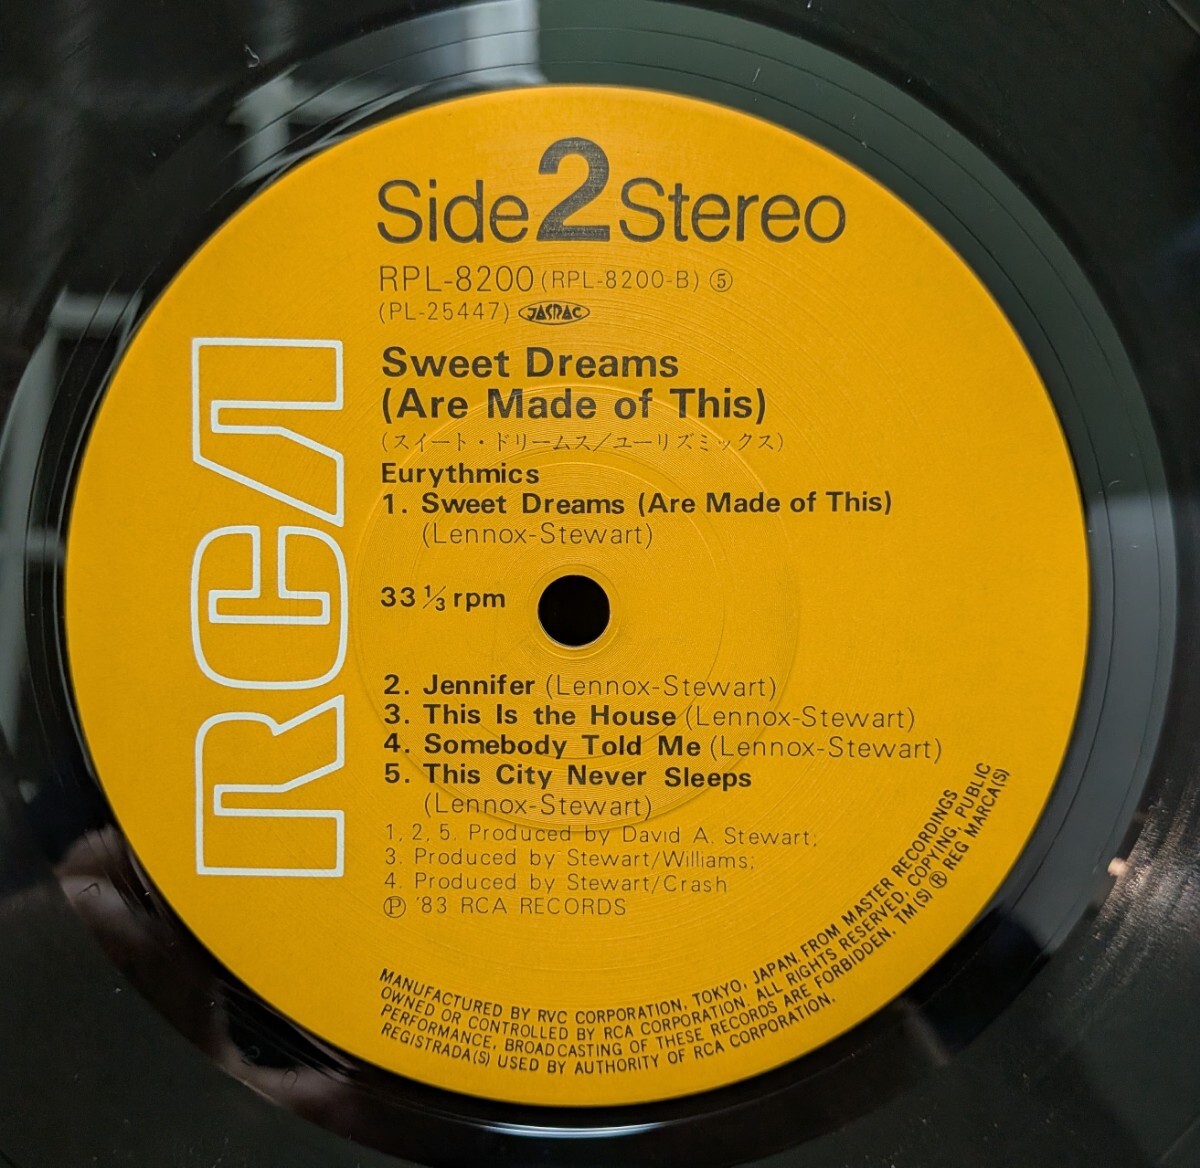 Side 2 Stereo
RPL-8200 (RPL-8200-B) ⑤
(PL-25447) JASRAC
Sweet Dreams
(Are Made of This)
(スイート・ドリームス/ユーリズミックス)
Eurythmics
1. Sweet Dreams (Are Made of This)
(Lennox-Stewart)
33 ⅓ rpm
2. Jennifer (Lennox-Stewart)
3. This Is the House (Lennox-Stewart)
4. Somebody Told Me (Lennox-Stewart)
5. This City Never Sleeps
(Lennox-Stewart)
1, 2, 5. Produced by David A. Stewart;
3. Produced by Stewart/Williams;
4. Produced by Stewart/Crash
Ⓟ '83 RCA RECORDS
MANUFACTURED BY RVC CORPORATION, TOKYO, JAPAN. FROM MASTER RECORDINGS
OWNED OR CONTROLLED BY RCA CORPORATION. ALL RIGHTS RESERVED, COPYING, PUBLIC
PERFORMANCE, BROADCASTING OF THESE RECORDS ARE FORBIDDEN. TM(S) ® REG MARCA(S)
REGISTRADA(S) USED BY AUTHORITY OF RCA CORPORATION.
RCA